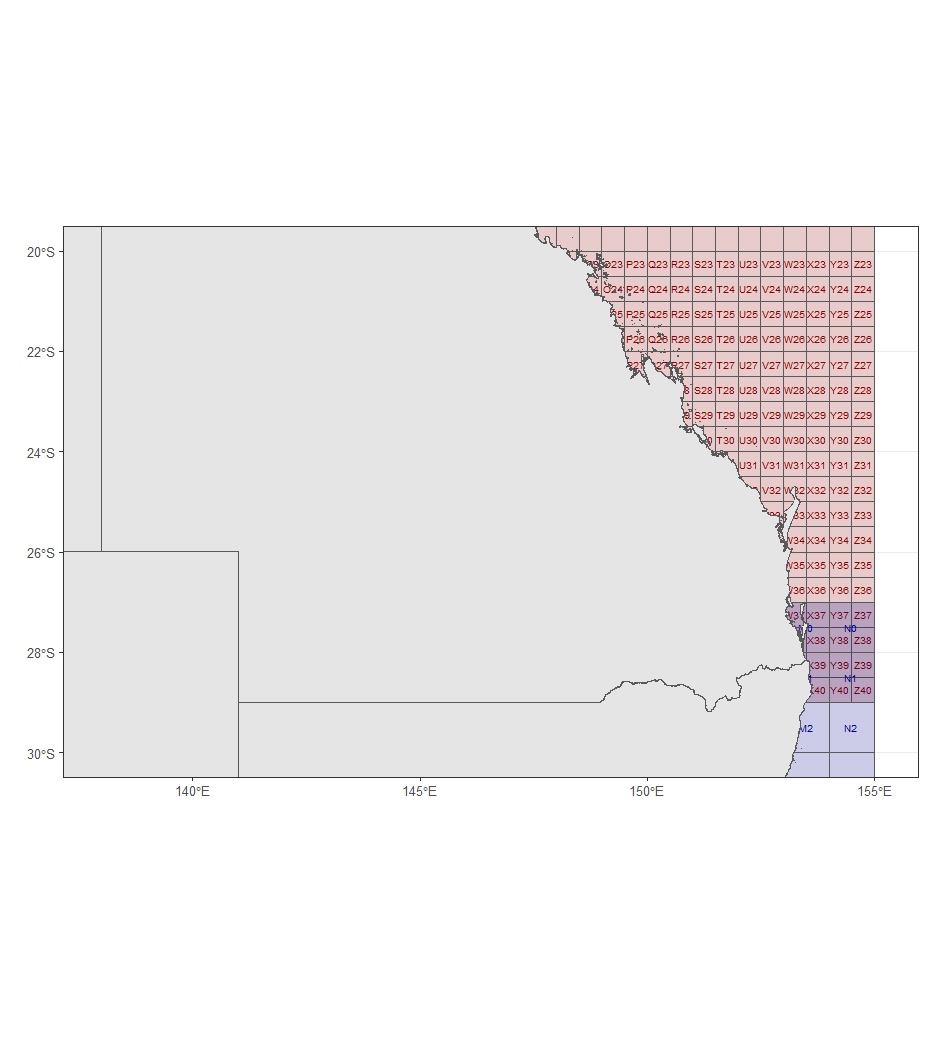 20°S
O23 P23 Q23 R23 S23 T23 U23 V23 W23 X23 Y23 Z23
O24 P24 Q24 R24 S24 T24 U24 V24 W24 X24 Y24 Z24
P25 Q25 R25 S25 T25 U25 V25 W25 X25 Y25 Z25
P26 Q26 R26 S26 T26 U26 V26 W26 X26 Y26 Z26
22°S
R27 S27 T27 U27 V27 W27 X27 Y27 Z27
S28 T28 U28 V28 W28 X28 Y28 Z28
S29 T29 U29 V29 W29 X29 Y29 Z29
T30 U30 V30 W30 X30 Y30 Z30
24°S
U31 V31 W31 X31 Y31 Z31
V32 X32 Y32 Z32
X33 Y33 Z33
W34 X34 Y34 Z34
26°S
X35 Y35 Z35
X36 Y36 Z36
X37 Y37 Z37
N0
X38 Y38 Z38
28°S
X39 Y39 Z39
N1
Y40 Z40
M2 N2
30°S
140°E 145°E 150°E 155°E